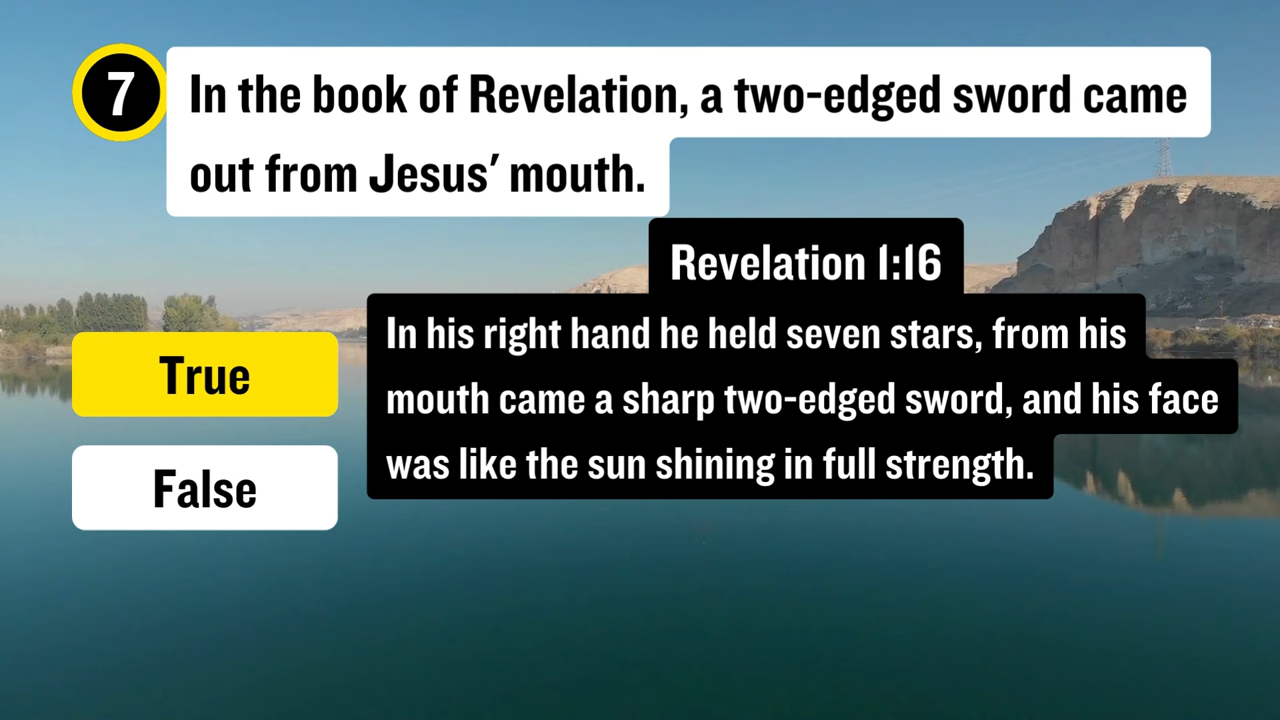 7
In the book of Revelation, a two-edged sword came
out from Jesus’ mouth.
Revelation 1:16
In his right hand he held seven stars, from his
mouth came a sharp two-edged sword, and his face
was like the sun shining in full strength.
True
False